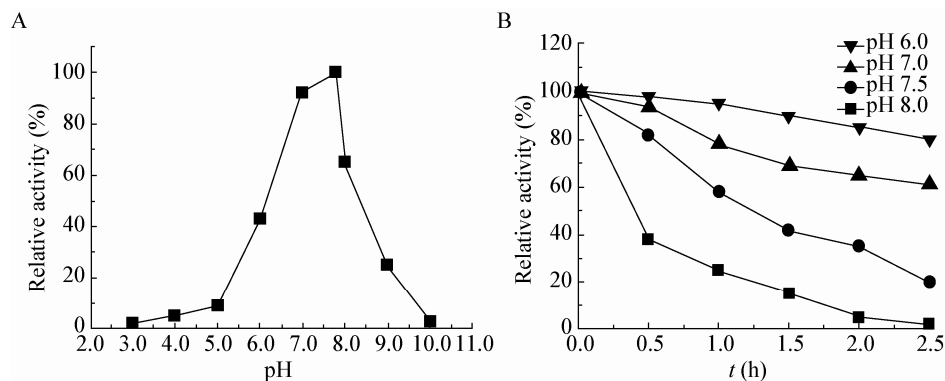 A
Relative activity (%)
100
80
60
40
20
0
2.0 3.0 4.0 5.0 6.0 7.0 8.0 9.0 10.0 11.0
pH
B
Relative activity (%)
120
100
80
60
40
20
0
0.0 0.5 1.0 1.5 2.0 2.5
t (h)
pH 6.0
pH 7.0
pH 7.5
pH 8.0